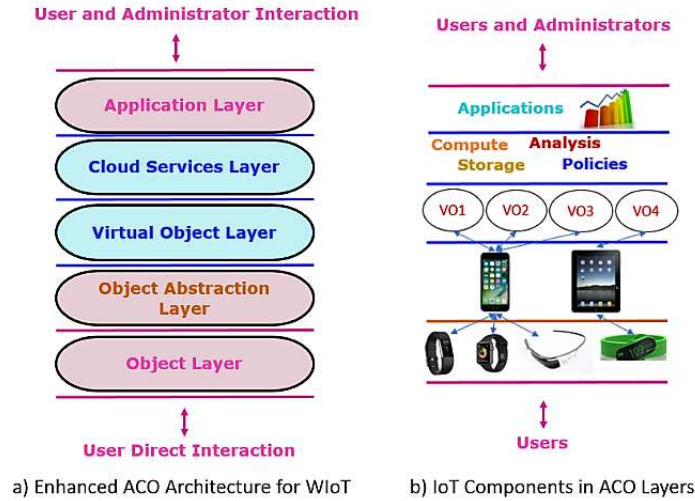 User and Administrator Interaction
Application Layer
Cloud Services Layer
Virtual Object Layer
Object Abstraction
Layer
Object Layer
User Direct Interaction
a) Enhanced ACO Architecture for WIoT
Users and Administrators
Applications
Compute Analysis
Storage Policies
VO1 VO2 VO3 VO4
Users
b) IoT Components in ACO Layers